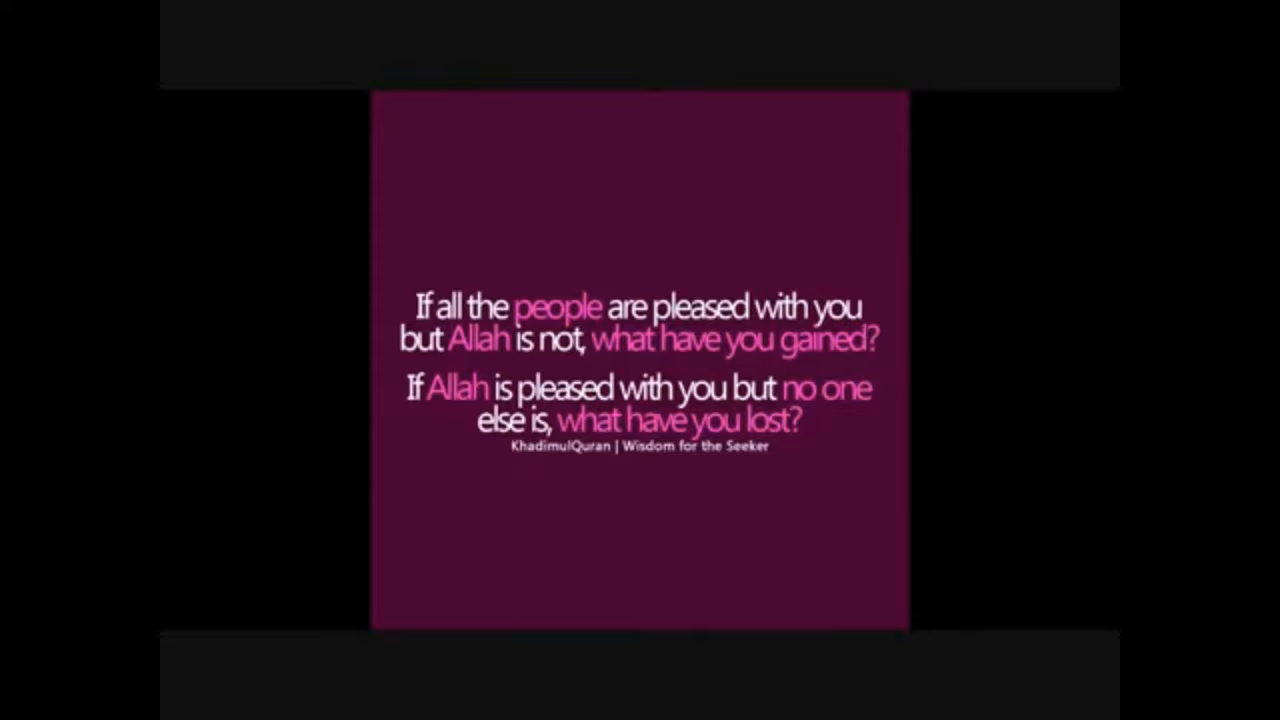 If all the people are pleased with you
but Allah is not, what have you gained?
If Allah is pleased with you but no one
else is, what have you lost?
KhadimulQuran | Wisdom for the Seeker